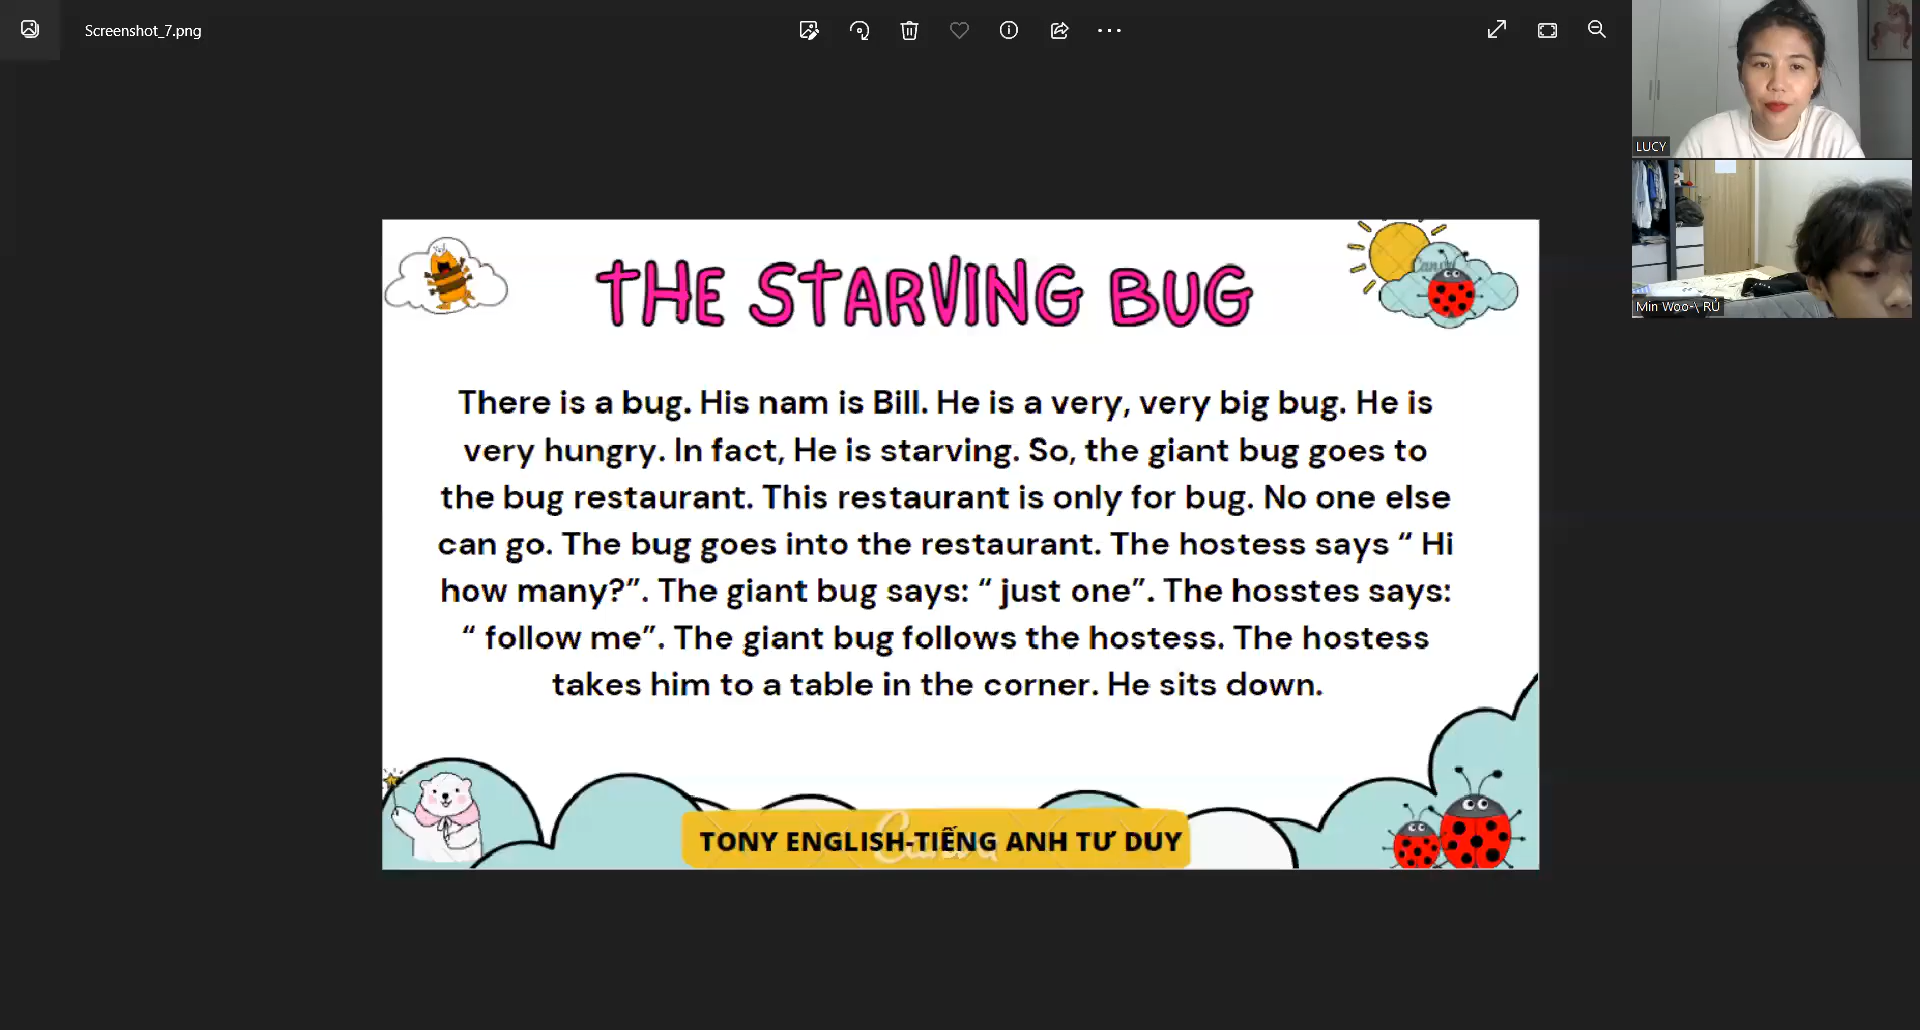 Screenshot_7.png
LUCY
Min Woo-\ RỦ
THE STARVING BUG
There is a bug. His nam is Bill. He is a very, very big bug. He is
very hungry. In fact, He is starving. So, the giant bug goes to
the bug restaurant. This restaurant is only for bug. No one else
can go. The bug goes into the restaurant. The hostess says “ Hi
how many?”. The giant bug says: “ just one”. The hosstes says:
“ follow me”. The giant bug follows the hostess. The hostess
takes him to a table in the corner. He sits down.
TONY ENGLISH-TIẾNG ANH TƯ DUY
Canva